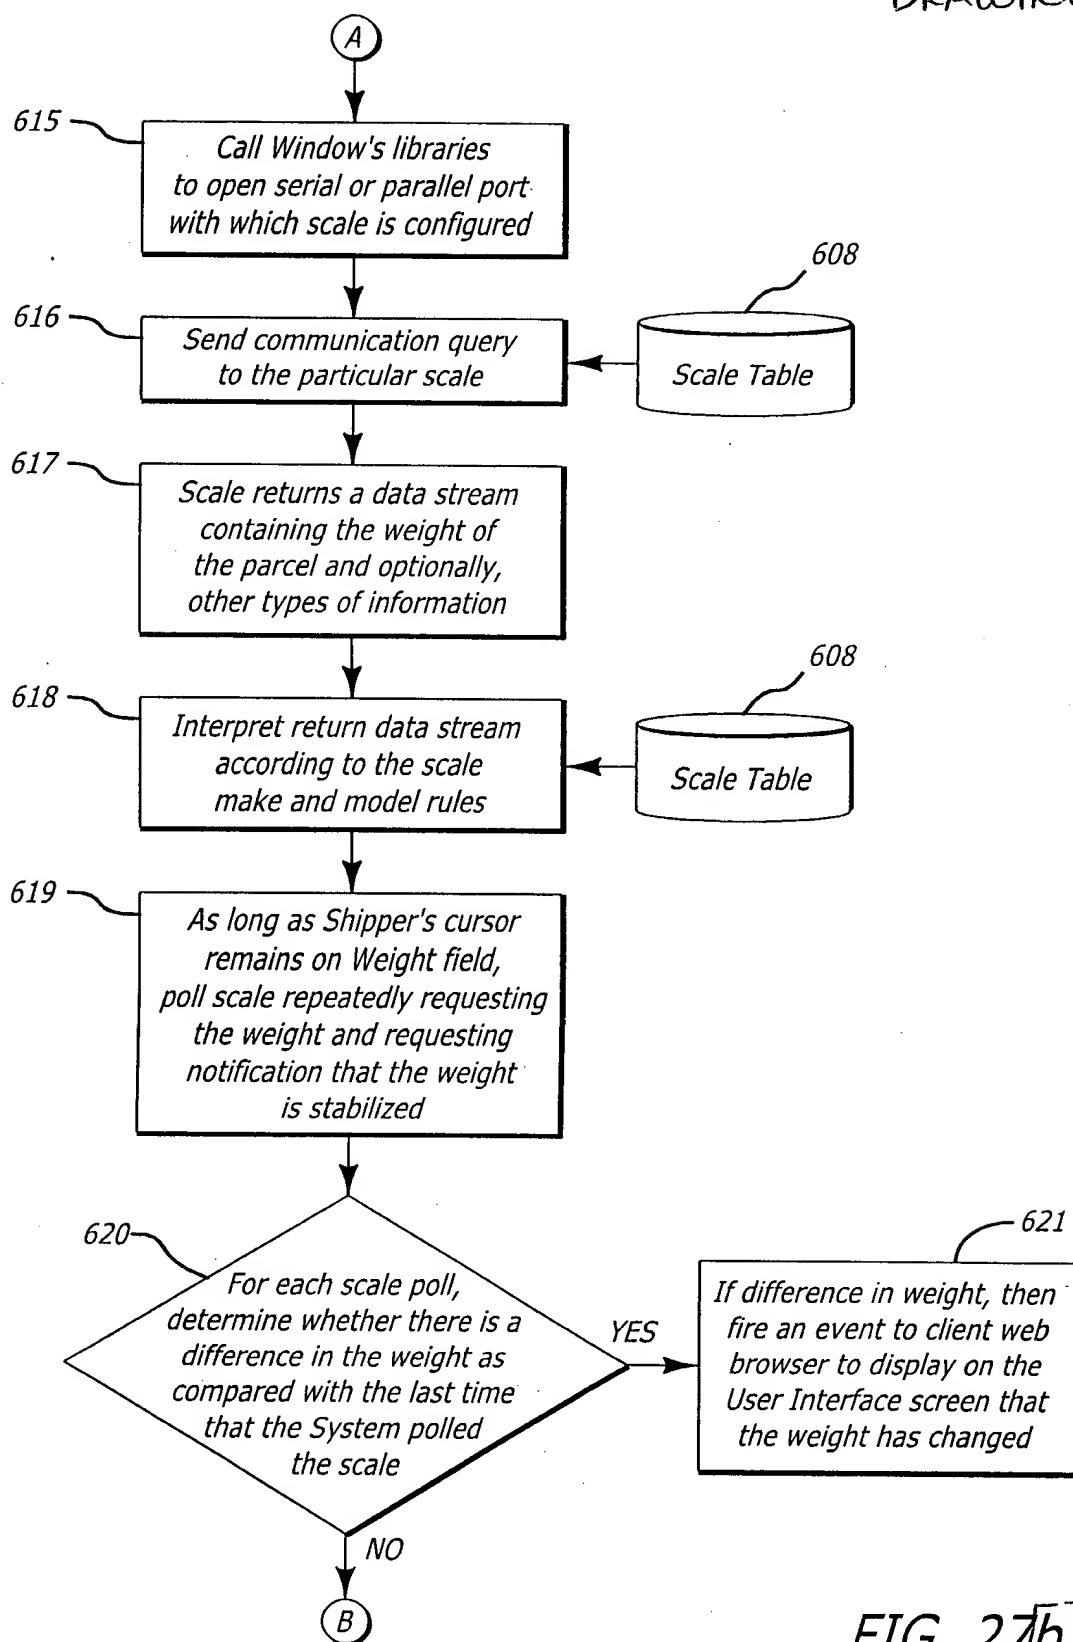 A
615
Call Window's libraries
to open serial or parallel port
with which scale is configured
608
616
Send communication query
to the particular scale
Scale Table
617
Scale returns a data stream
containing the weight of
the parcel and optionally,
other types of information
608
618
Interpret return data stream
according to the scale
make and model rules
Scale Table
619
As long as Shipper's cursor
remains on Weight field,
poll scale repeatedly requesting
the weight and requesting
notification that the weight
is stabilized
620
For each scale poll,
determine whether there is a
difference in the weight as
compared with the last time
that the System polled
the scale
YES
621
If difference in weight, then
fire an event to client web
browser to display on the
User Interface screen that
the weight has changed
NO
B
FIG. 27b